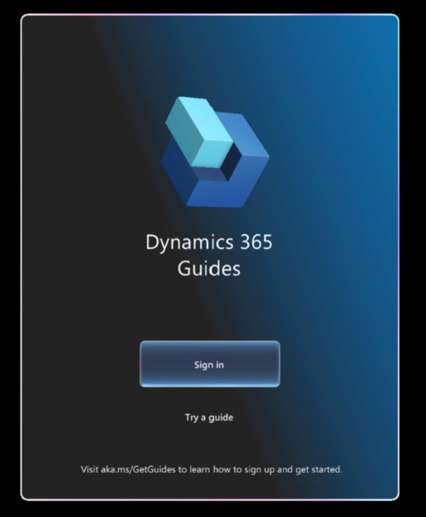 Dynamics 365
Guides
Sign in
Try a guide
Visit aka.ms/GetGuides to learn how to sign up and get started.